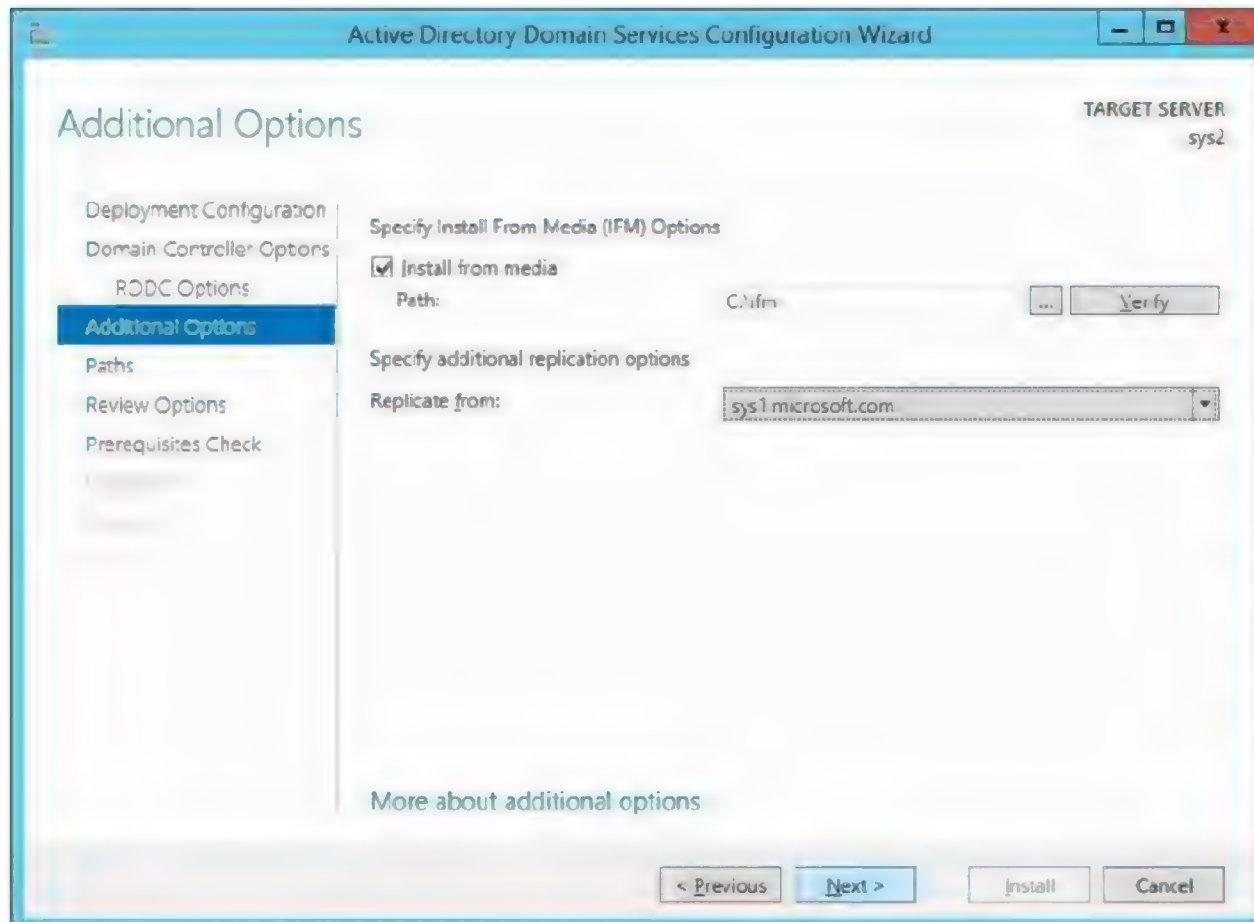 Active Directory Domain Services Configuration Wizard
Additional Options
TARGET SERVER
sys2
Deployment Configuration
Domain Controller Options
RODC Options
Additional Options
Paths
Review Options
Prerequisites Check
Specify Install From Media (IFM) Options
Install from media
Path: C:\ifm ... Verify
Specify additional replication options
Replicate from: sys1.microsoft.com
More about additional options
< Previous Next > Install Cancel